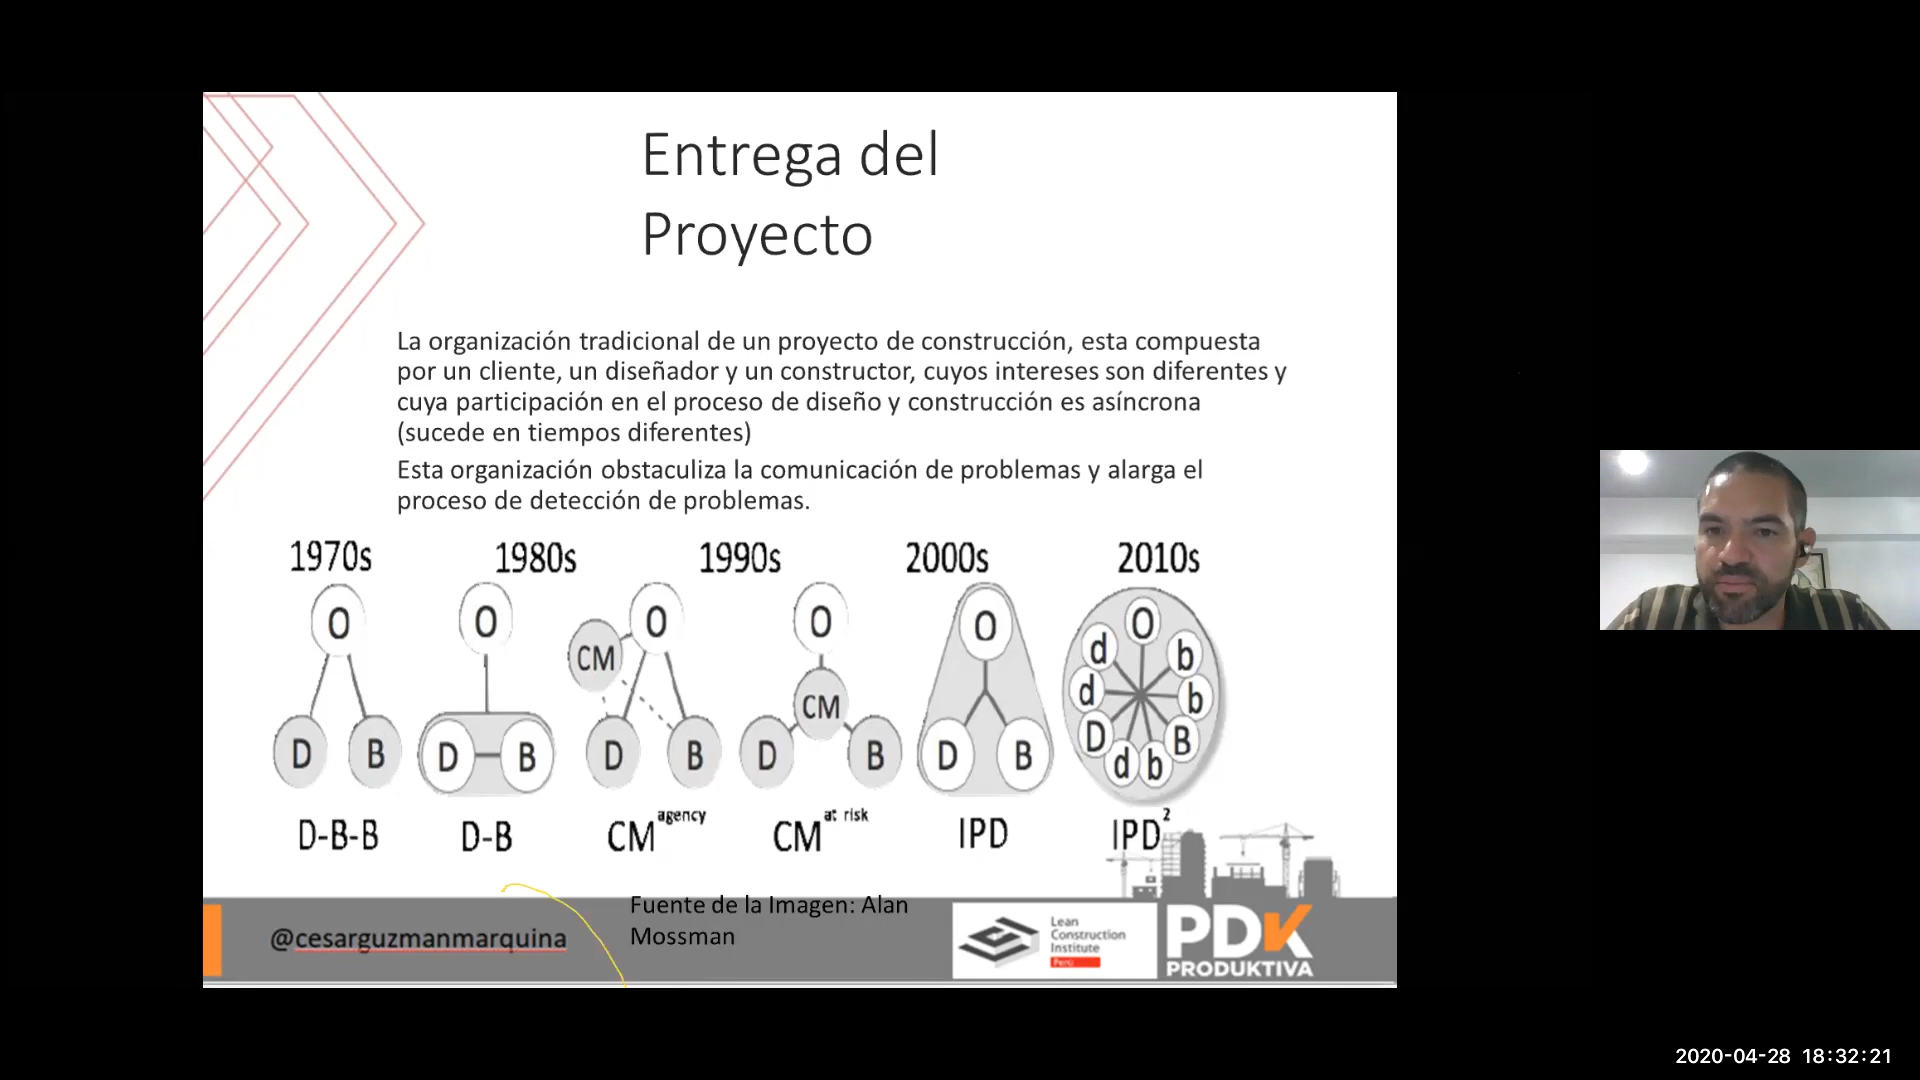 Entrega del
Proyecto
La organización tradicional de un proyecto de construcción, esta compuesta
por un cliente, un diseñador y un constructor, cuyos intereses son diferentes y
cuya participación en el proceso de diseño y construcción es asíncrona
(sucede en tiempos diferentes)
Esta organización obstaculiza la comunicación de problemas y alarga el
proceso de detección de problemas.
1970s 1980s 1990s 2000s 2010s
O O O O O O
CM d b
CM d b
D B D B D B D B D B D B
d b
D-B-B D-B CM agency CM at risk IPD IPD²
Fuente de la Imagen: Alan
Mossman
@cesarguzmanmarquina
Lean
Construction
Institute
Perú
PDK
PRODUKTIVA
2020-04-28 18:32:21